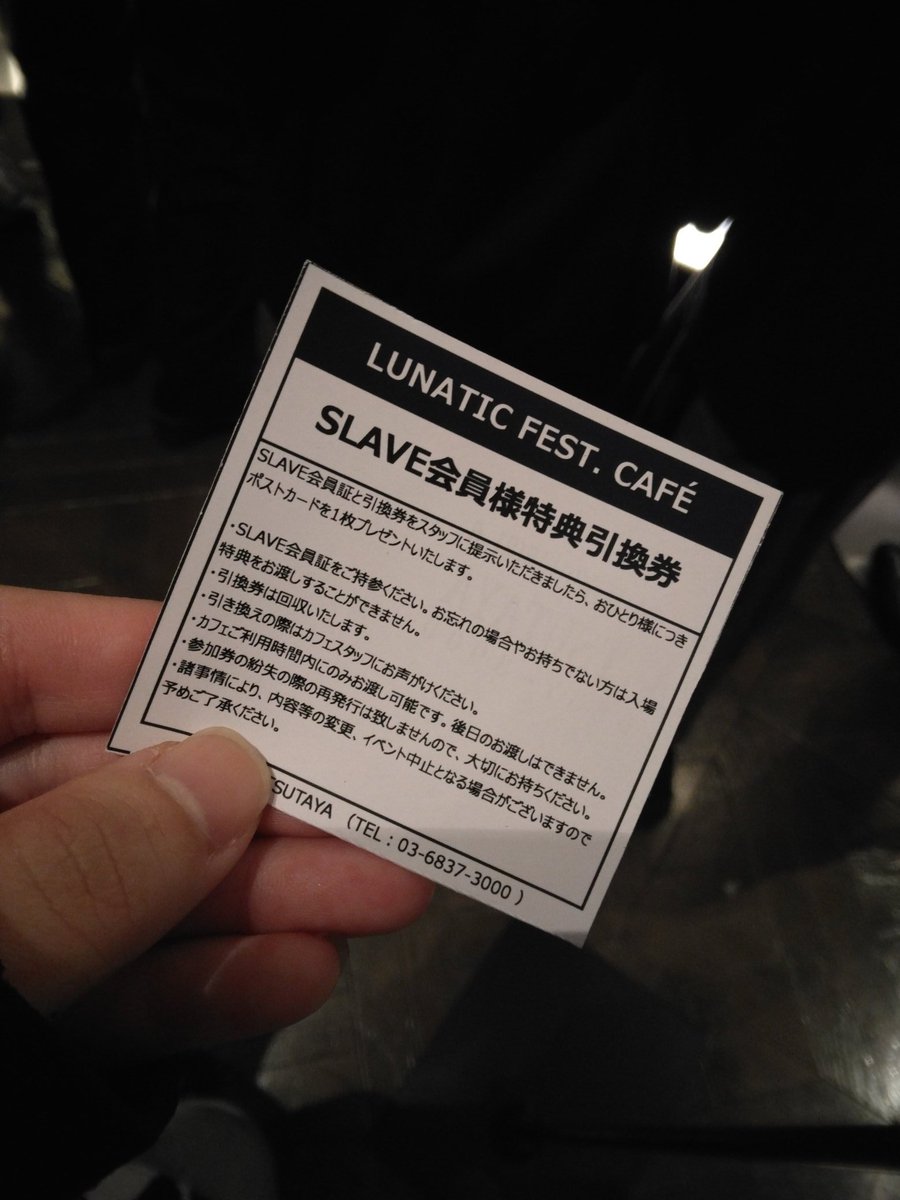 LUNATIC FEST. CAFÉ
SLAVE会員様特典引換券
SLAVE会員証と引換券をスタッフに提示いただきましたら、おひとり様につき
ポストカードを1枚プレゼントいたします。
・SLAVE会員証をご持参ください。お忘れの場合やお持ちでない方は入場
特典をお渡しすることができません。
・引換券は回収いたします。
・引き換えの際はカフェスタッフにお声がけください。
・カフェご利用時間内にのみお渡し可能です。後日のお渡しはできません。
・参加券の紛失の際の再発行は致しませんので、大切にお持ちください。
・諸事情により、内容等の変更、イベント中止となる場合がございますので
予めご了承ください。
SUTAYA （TEL：03-6837-3000 ）